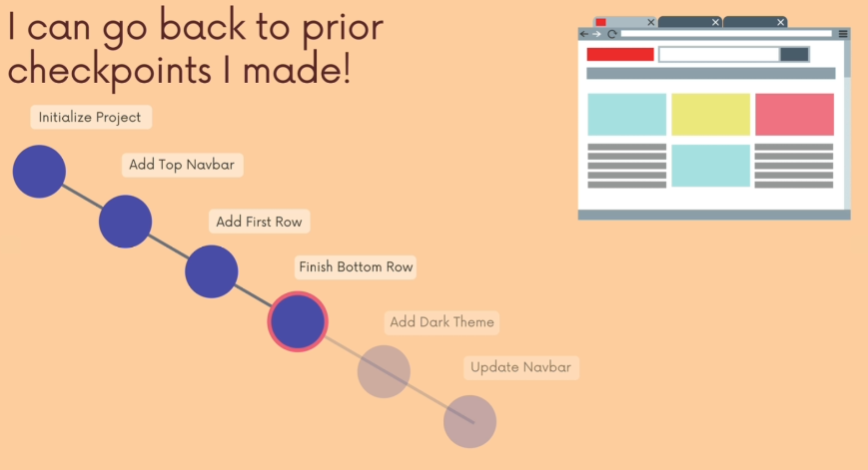 I can go back to prior
checkpoints I made!
Initialize Project
Add Top Navbar
Add First Row
Finish Bottom Row
Add Dark Theme
Update Navbar